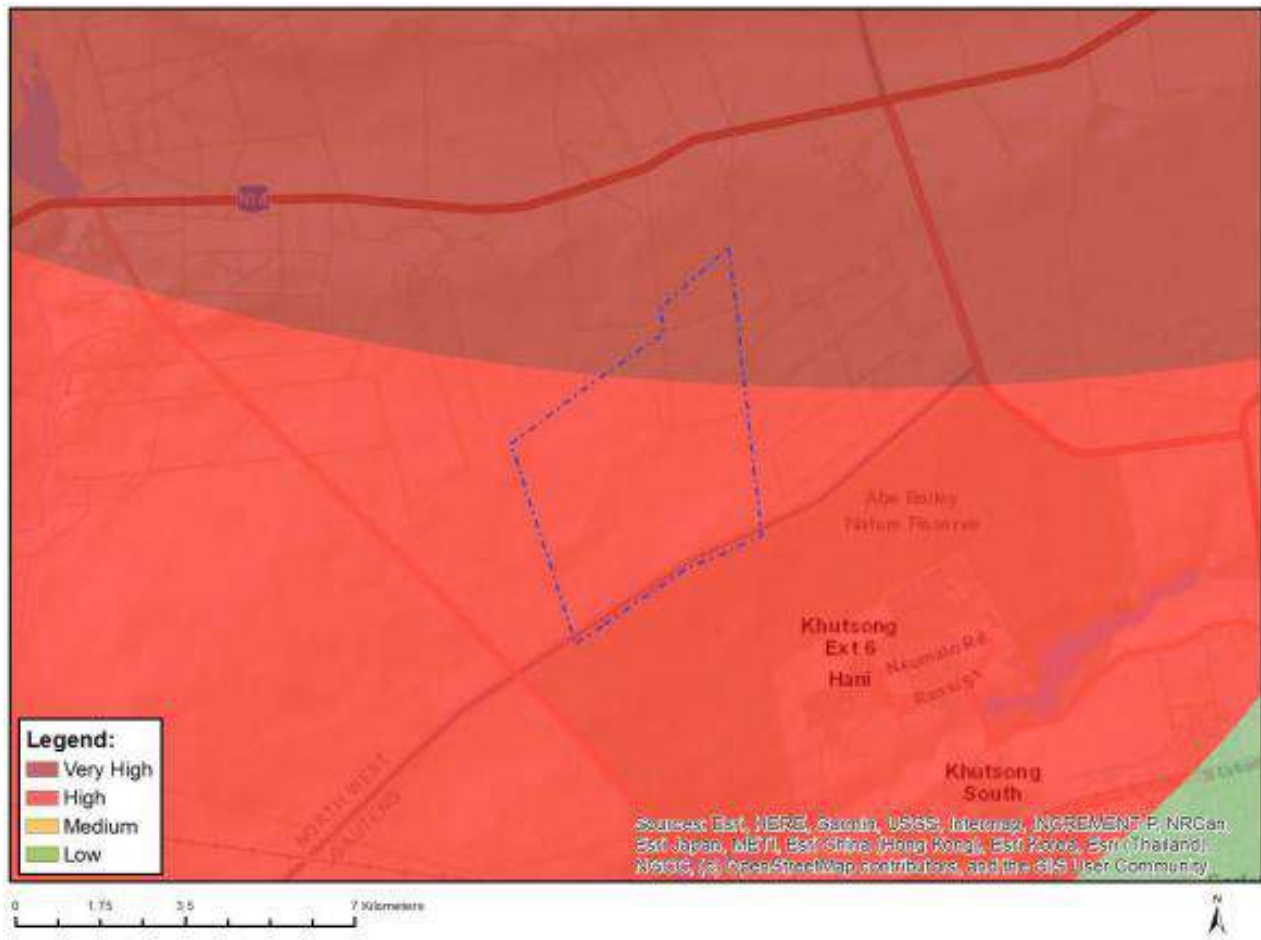 N14
Abe Bailey
Nature Reserve
Khutsong
Ext 6
Nxumalo Rd
Hani
Khutsong
South
NORTH WEST
GAUTENG
Legend:
Very High
High
Medium
Low
Sources: Esri, HERE, Garmin, USGS, Intermap, INCREMENT P, NRCan,
Esri Japan, METI, Esri China (Hong Kong), Esri Korea, Esri (Thailand),
NGCC, (c) OpenStreetMap contributors, and the GIS User Community
0 1,75 3,5 7 Kilometers
N